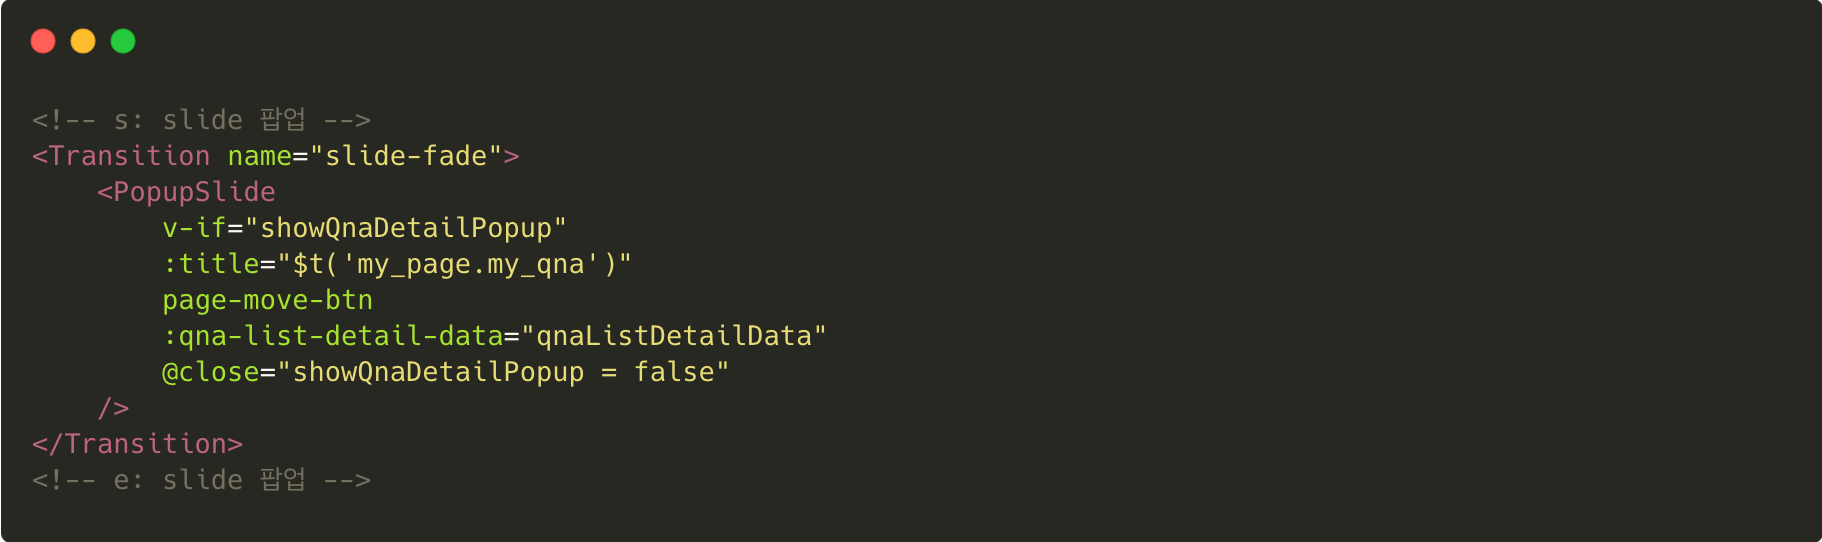 <!-- s: slide 팝업 -->
<Transition name="slide-fade">
    <PopupSlide
        v-if="showQnaDetailPopup"
        :title="$t('my_page.my_qna')"
        page-move-btn
        :qna-list-detail-data="qnaListDetailData"
        @close="showQnaDetailPopup = false"
    />
</Transition>
<!-- e: slide 팝업 -->